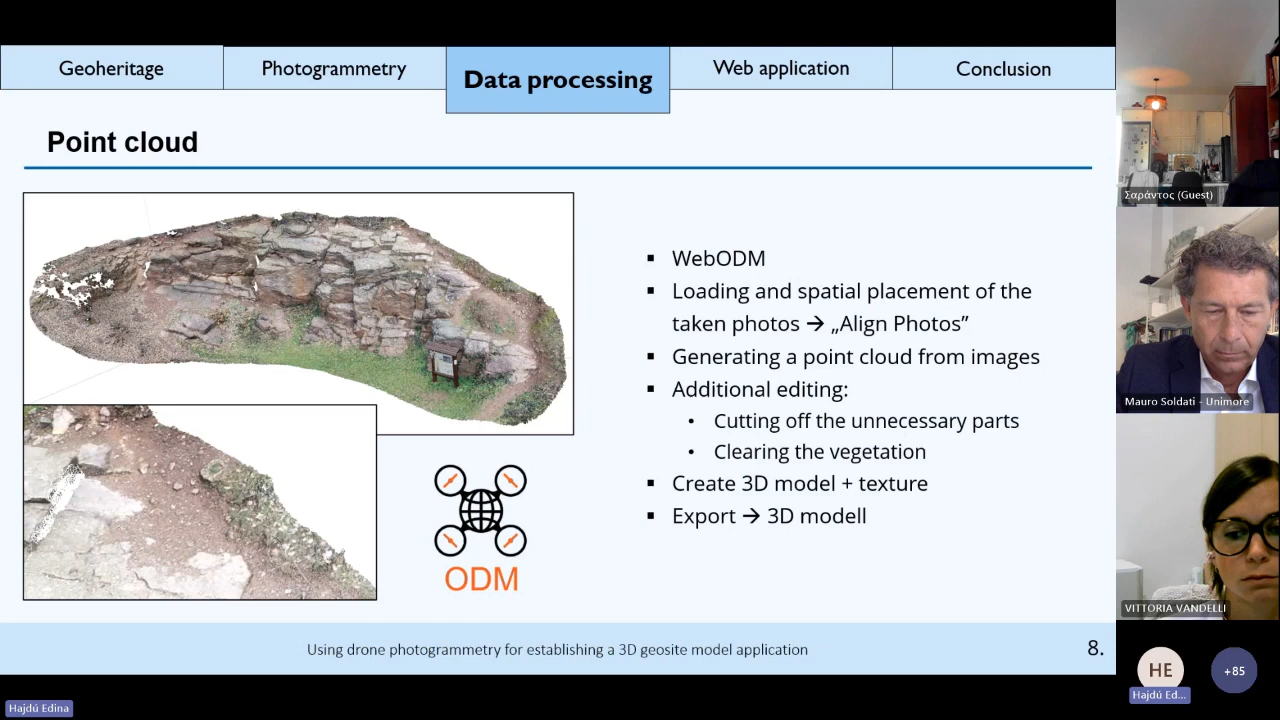 Geoheritage
Photogrammetry
Data processing
Web application
Conclusion
Point cloud
▪ WebODM
▪ Loading and spatial placement of the
taken photos → „Align Photos”
▪ Generating a point cloud from images
▪ Additional editing:
• Cutting off the unnecessary parts
• Clearing the vegetation
▪ Create 3D model + texture
▪ Export → 3D modell
ODM
Using drone photogrammetry for establishing a 3D geosite model application
8.
Hajdú Edina
Σαράντος (Guest)
Mauro Soldati - Unimore
VITTORIA VANDELLI
HE
Hajdú Ed...
+85